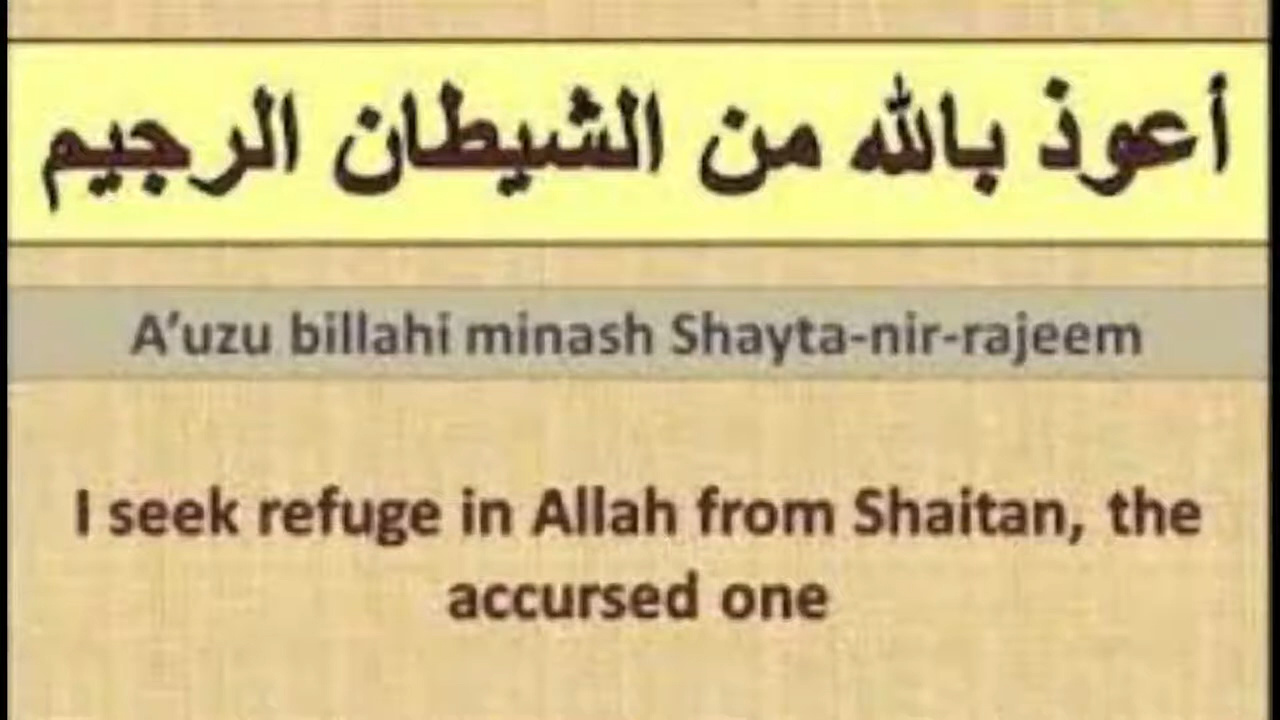 أعوذ بالله من الشيطان الرجيم
A'uzu billahi minash Shayta-nir-rajeem
I seek refuge in Allah from Shaitan, the
accursed one